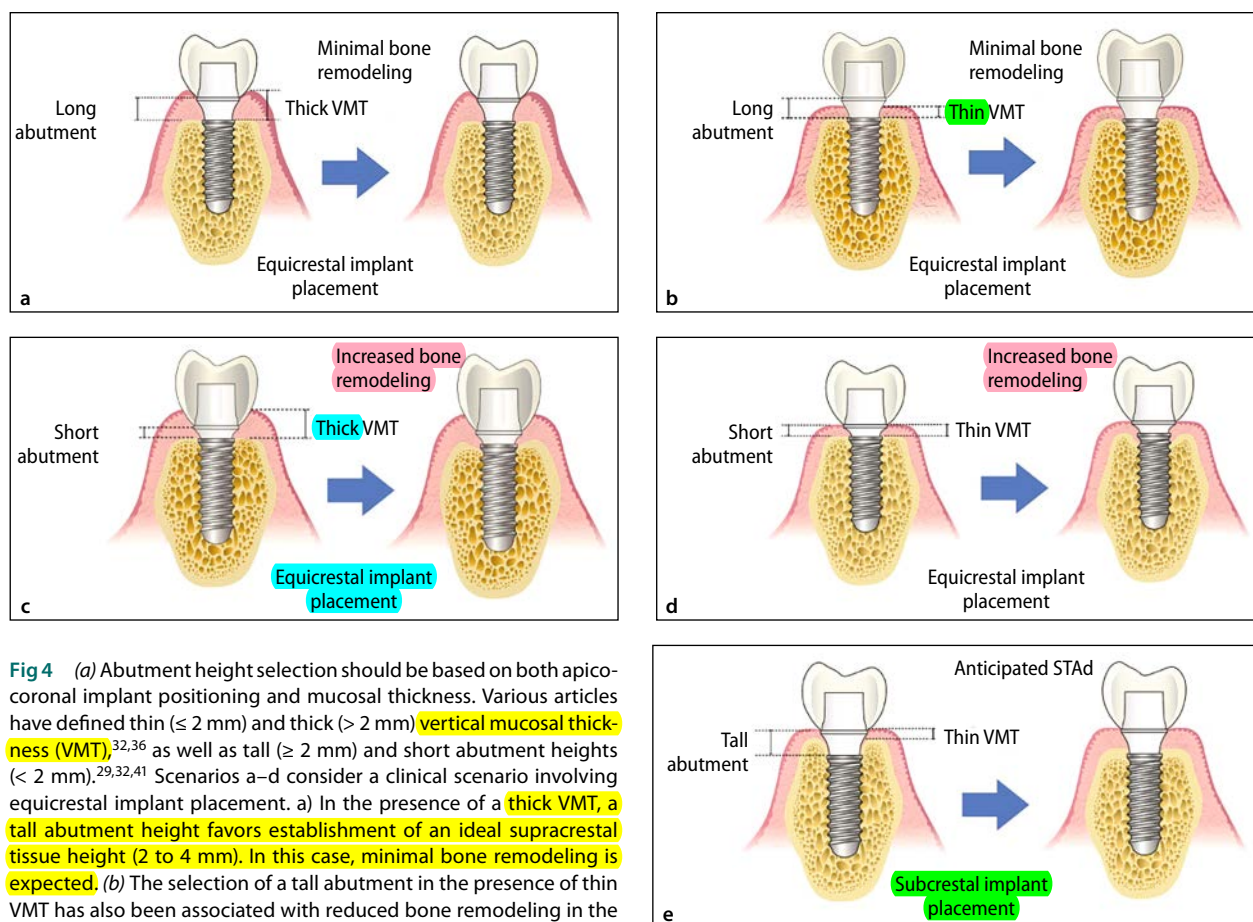 Minimal bone
remodeling
Long
abutment
Thick VMT
Equicrestal implant
placement
a
Minimal bone
remodeling
Long
abutment
Thin VMT
Equicrestal implant
placement
b
Increased bone
remodeling
Short
abutment
Thick VMT
Equicrestal implant
placement
c
Increased bone
remodeling
Short
abutment
Thin VMT
Equicrestal implant
placement
d
Fig 4 (a) Abutment height selection should be based on both apico-
coronal implant positioning and mucosal thickness. Various articles
have defined thin (≤ 2 mm) and thick (> 2 mm) vertical mucosal thick-
ness (VMT),32,36 as well as tall (≥ 2 mm) and short abutment heights
(< 2 mm).29,32,41 Scenarios a–d consider a clinical scenario involving
equicrestal implant placement. a) In the presence of a thick VMT, a
tall abutment height favors establishment of an ideal supracrestal
tissue height (2 to 4 mm). In this case, minimal bone remodeling is
expected. (b) The selection of a tall abutment in the presence of thin
VMT has also been associated with reduced bone remodeling in the
Anticipated STAd
Tall
abutment
Thin VMT
Subcrestal implant
placement
e